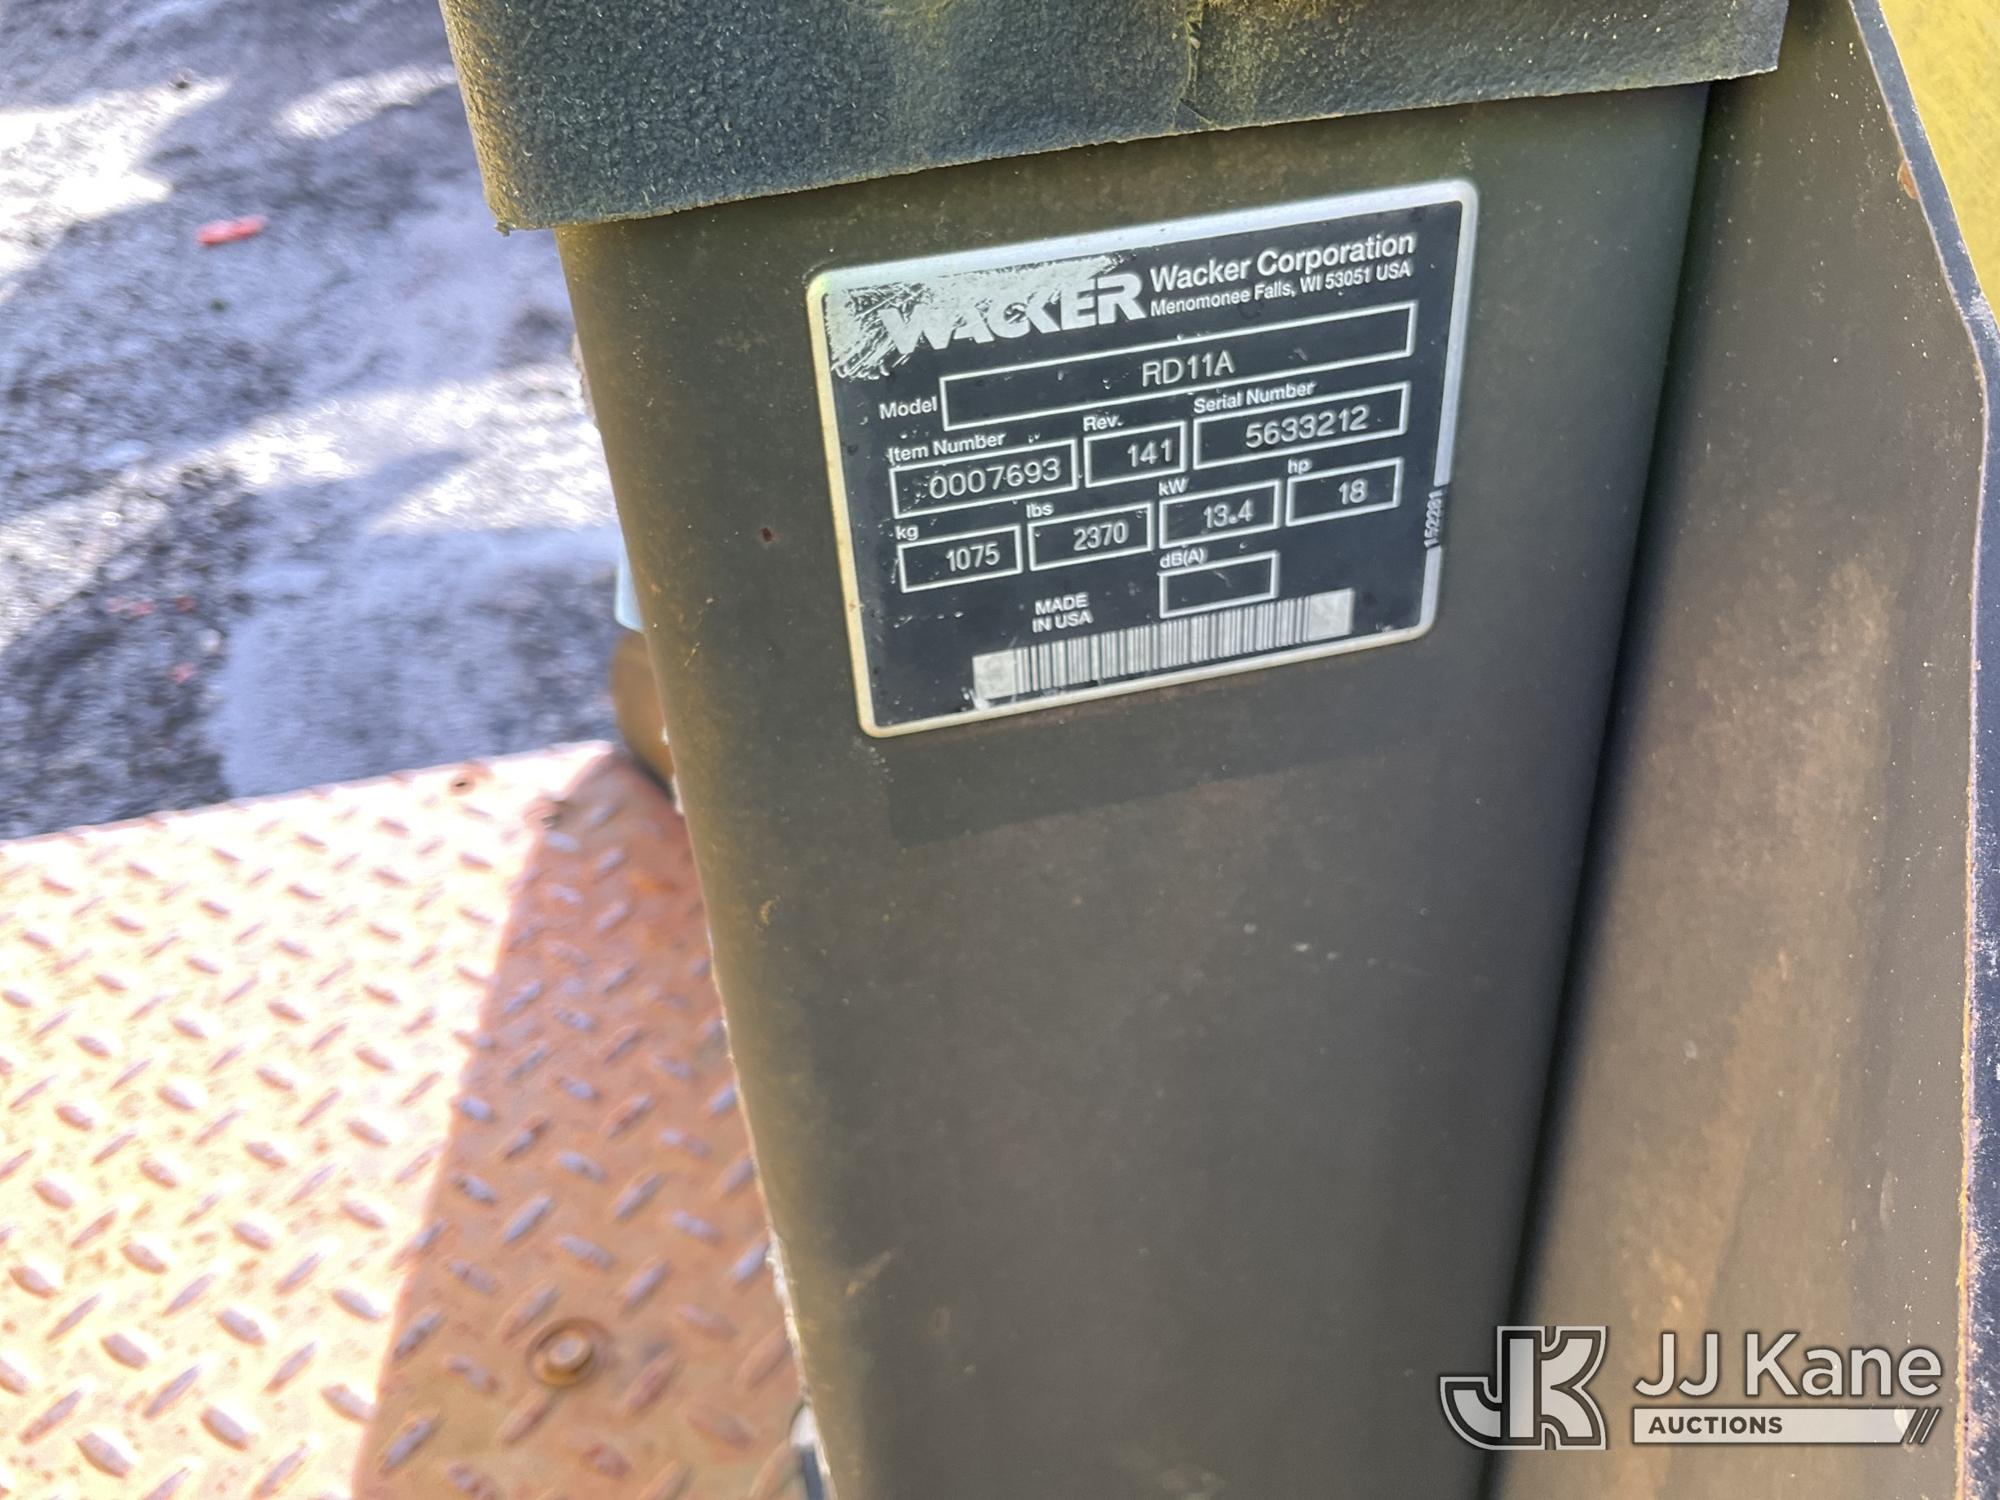 WACKER
Wacker Corporation
Menomonee Falls, WI 53051 USA
Model RD11A
Item Number Rev. Serial Number
0007693 141 5633212
kg lbs kW hp
1075 2370 13.4 18
dB(A)
MADE
IN USA
152281
JK JJ Kane
AUCTIONS